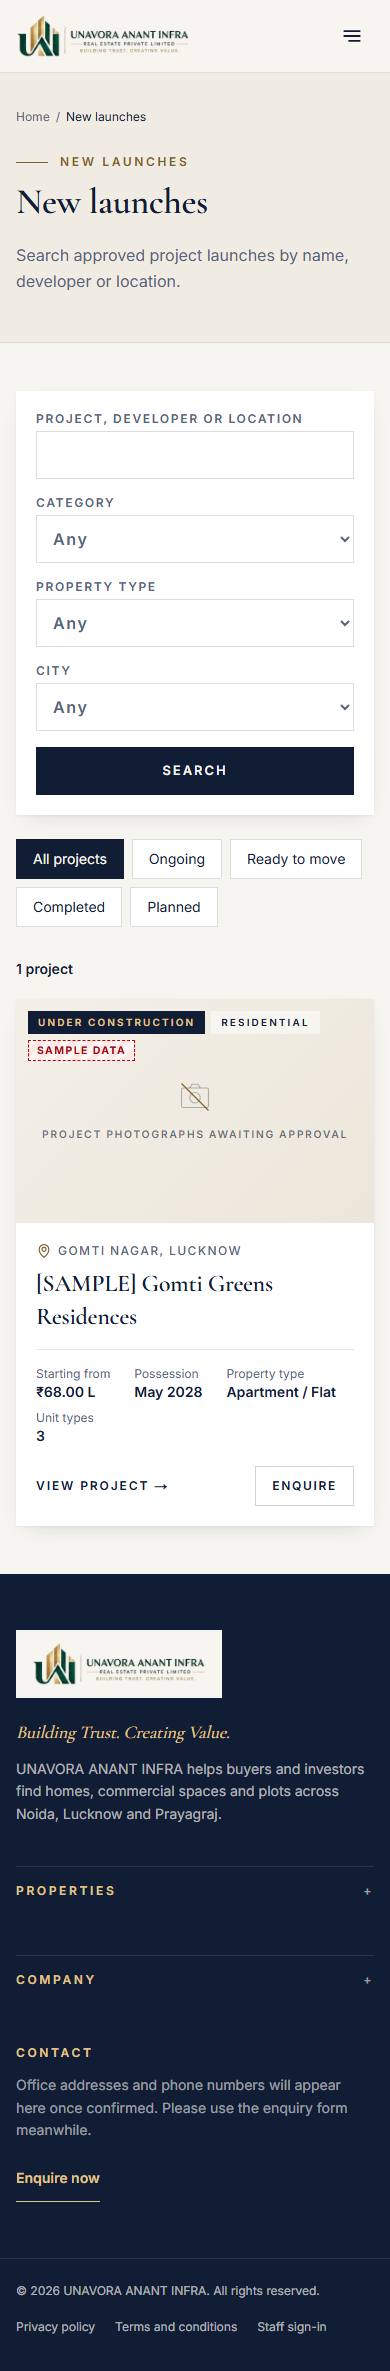 UNAVORA ANANT INFRA
REAL ESTATE PRIVATE LIMITED
BUILDING TRUST. CREATING VALUE.
Home / New launches
NEW LAUNCHES
New launches
Search approved project launches by name,
developer or location.
PROJECT, DEVELOPER OR LOCATION
CATEGORY
Any
PROPERTY TYPE
Any
CITY
Any
SEARCH
All projects Ongoing Ready to move
Completed Planned
1 project
UNDER CONSTRUCTION RESIDENTIAL
SAMPLE DATA
PROJECT PHOTOGRAPHS AWAITING APPROVAL
GOMTI NAGAR, LUCKNOW
[SAMPLE] Gomti Greens
Residences
Starting from Possession Property type
₹68.00 L May 2028 Apartment / Flat
Unit types
3
VIEW PROJECT → ENQUIRE
UNAVORA ANANT INFRA
REAL ESTATE PRIVATE LIMITED
BUILDING TRUST. CREATING VALUE.
Building Trust. Creating Value.
UNAVORA ANANT INFRA helps buyers and investors
find homes, commercial spaces and plots across
Noida, Lucknow and Prayagraj.
PROPERTIES +
COMPANY +
CONTACT
Office addresses and phone numbers will appear
here once confirmed. Please use the enquiry form
meanwhile.
Enquire now
© 2026 UNAVORA ANANT INFRA. All rights reserved.
Privacy policy Terms and conditions Staff sign-in